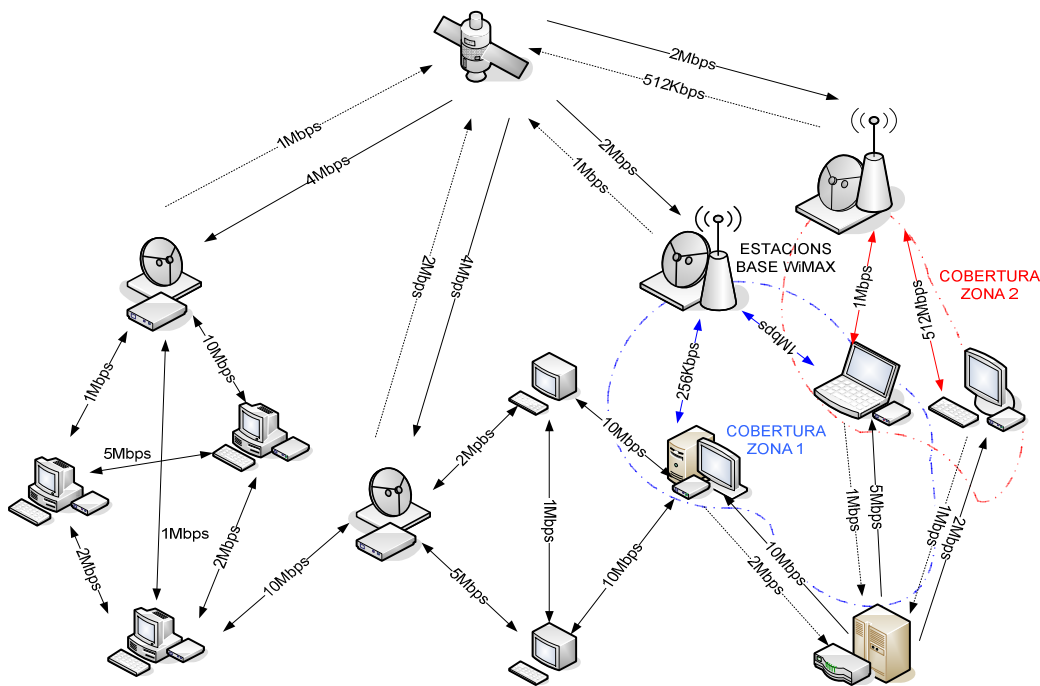 2Mbps
512Kbps
1Mbps
4Mbps
2Mbps
1Mbps
2Mbps
4Mbps
ESTACIONS
BASE WiMAX
COBERTURA
ZONA 2
1Mbps
512Mbps
1Mbps
256Kbps
10Mbps
1Mbps
5Mbps
1Mbps
2Mbps
2Mbps
10Mbps
2Mpbs
10Mbps
1Mbps
5Mbps
10Mbps
COBERTURA
ZONA 1
1Mbps
5Mbps
1Mbps
2Mbps
10Mbps
2Mbps